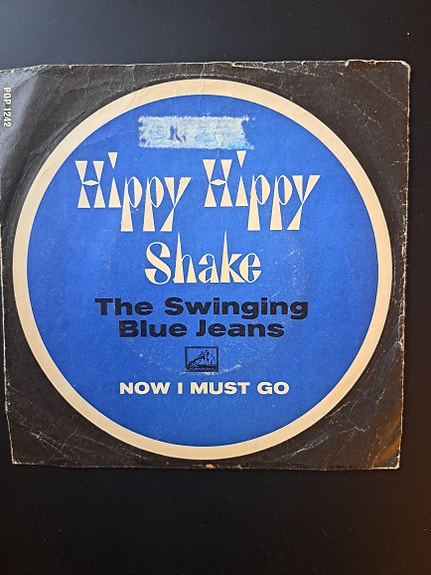 POP 1242
Hippy Hippy
Shake
The Swinging
Blue Jeans
NOW I MUST GO